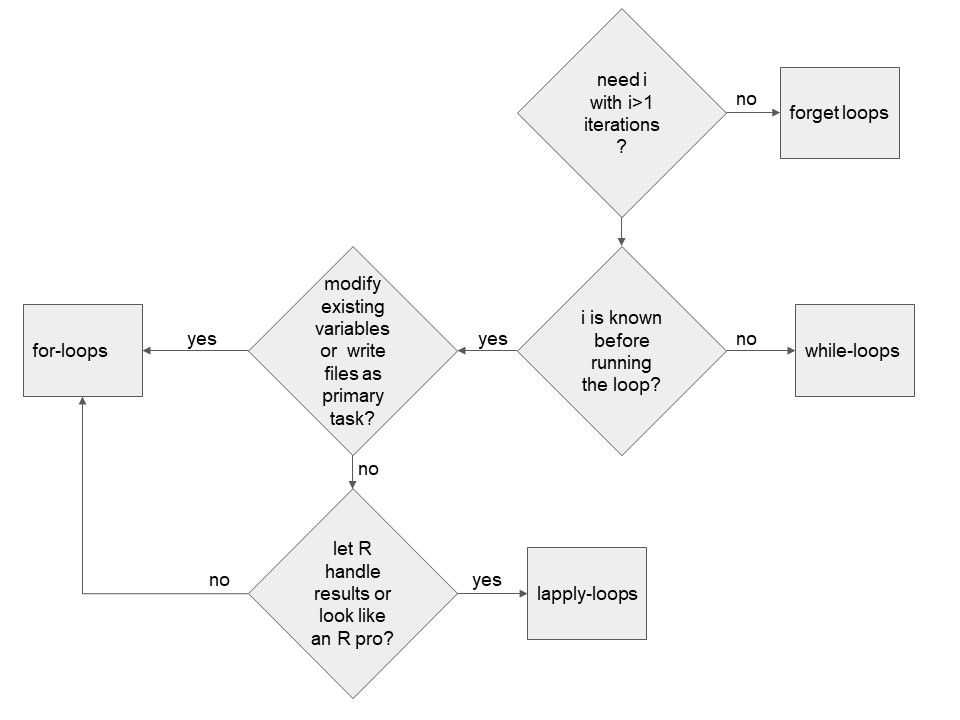 need i
with i>1
iterations
?
no
forget loops
i is known
before
running
the loop?
no
while-loops
yes
modify
existing
variables
or write
files as
primary
task?
yes
for-loops
no
let R
handle
results or
look like
an R pro?
yes
lapply-loops
no